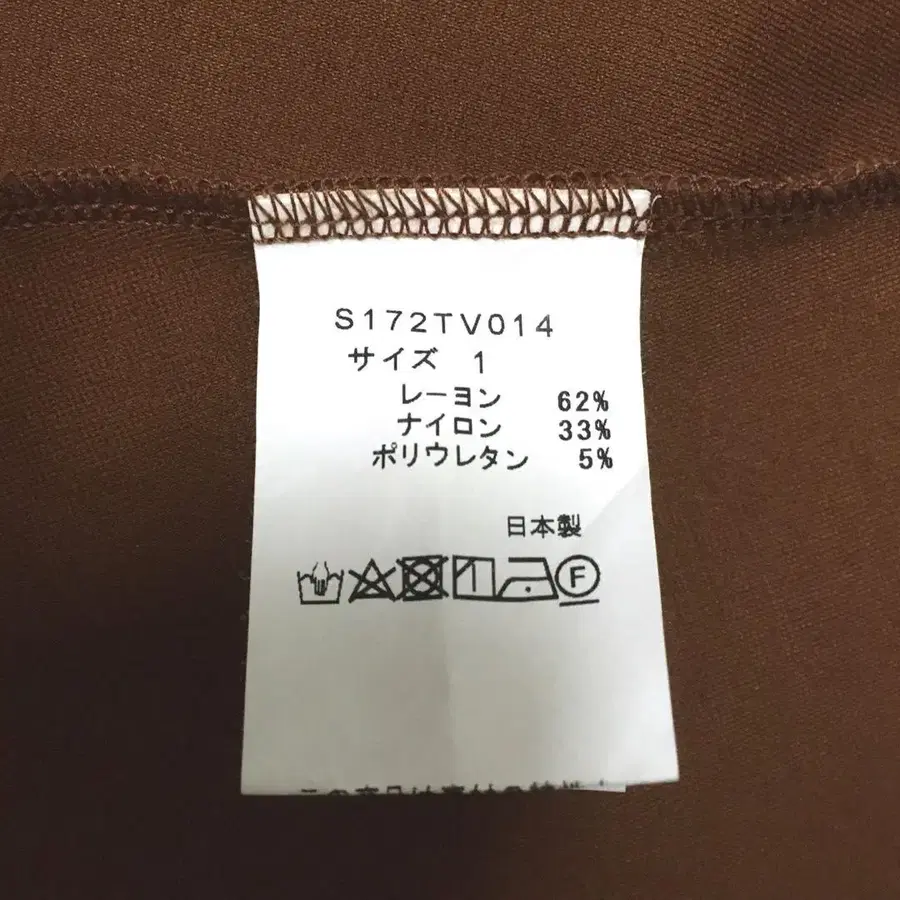 S172TV014
サイズ 1
レーヨン 62%
ナイロン 33%
ポリウレタン 5%
日本製
F